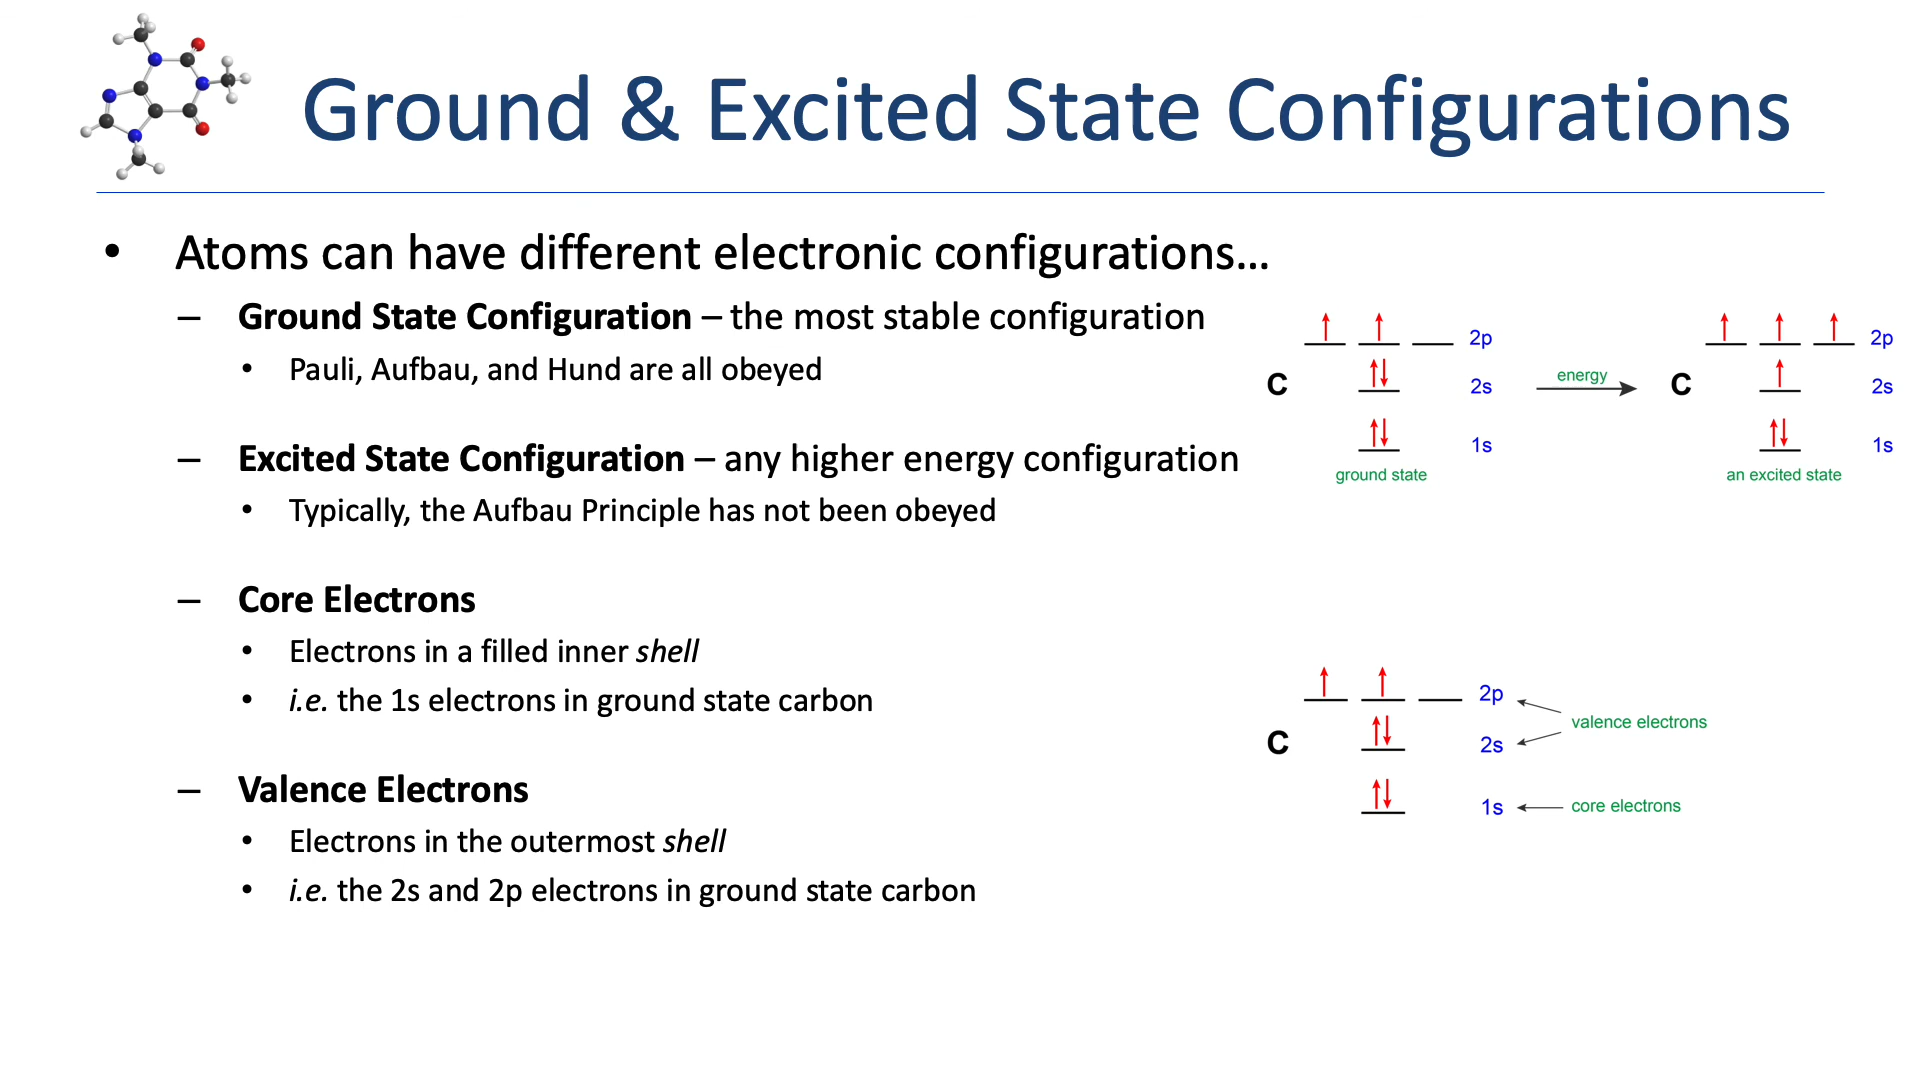 Ground & Excited State Configurations
• Atoms can have different electronic configurations…
– Ground State Configuration – the most stable configuration
• Pauli, Aufbau, and Hund are all obeyed
– Excited State Configuration – any higher energy configuration
• Typically, the Aufbau Principle has not been obeyed
– Core Electrons
• Electrons in a filled inner shell
• i.e. the 1s electrons in ground state carbon
– Valence Electrons
• Electrons in the outermost shell
• i.e. the 2s and 2p electrons in ground state carbon
2p
C
2s
1s
ground state
energy
2p
C
2s
1s
an excited state
2p
valence electrons
C
2s
1s
core electrons